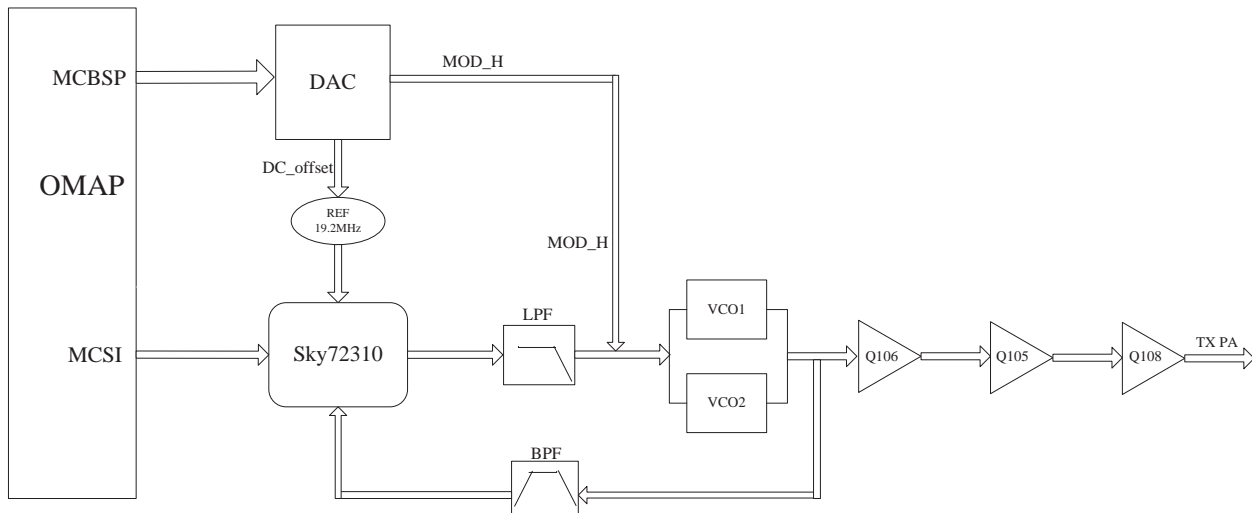 MCBSP
OMAP
MCSI
DAC
MOD_H
DC_offset
REF
19.2MHz
MOD_H
Sky72310
LPF
VCO1
VCO2
BPF
Q106
Q105
Q108
TX PA